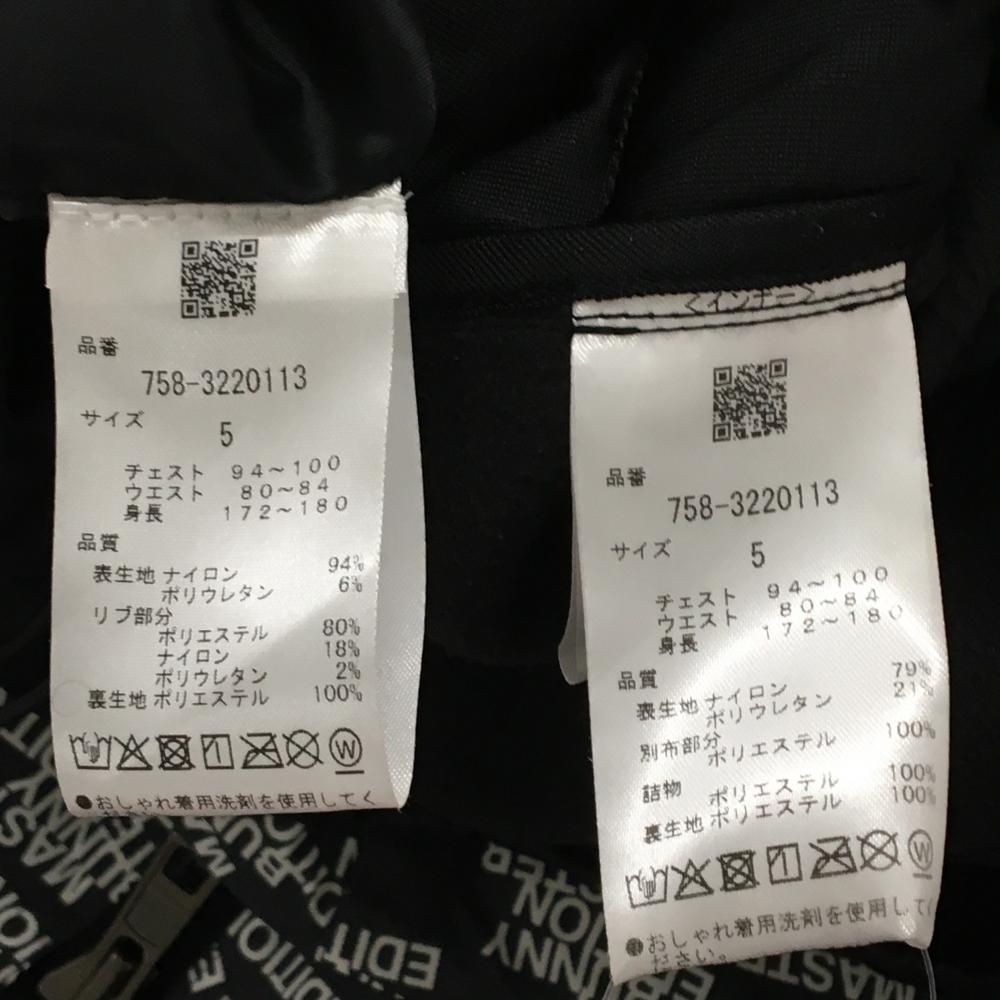 品番
758-3220113
サイズ
5
チェスト 94~100
ウエスト 80~84
身長 172~180
品質
表生地 ナイロン 94%
ポリウレタン 6%
リブ部分
ポリエステル 80%
ナイロン 18%
ポリウレタン 2%
裏生地 ポリエステル 100%
W
●おしゃれ着用洗剤を使用してく
<インナー>
品番
758-3220113
サイズ
5
チェスト 94~100
ウエスト 80~84
身長 172~180
品質
表生地 ナイロン 79%
ポリウレタン 21%
別布部分
ポリエステル 100%
詰物 ポリエステル 100%
裏生地 ポリエステル 100%
W
●おしゃれ着用洗剤を使用して
ださい。
EDIT
EDITION